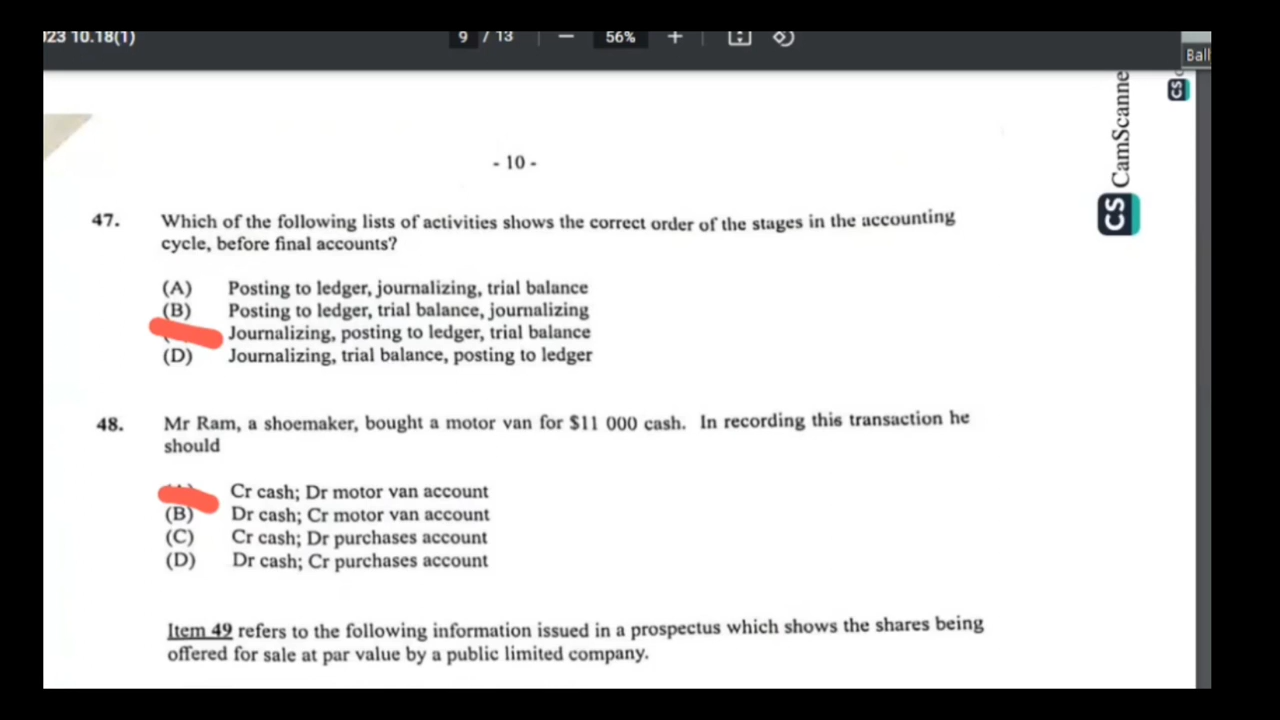 023 10.18(1)
9 / 13
56%
Ball
CS CamScanne
CS
- 10 -
47. Which of the following lists of activities shows the correct order of the stages in the accounting
cycle, before final accounts?
(A) Posting to ledger, journalizing, trial balance
(B) Posting to ledger, trial balance, journalizing
Journalizing, posting to ledger, trial balance
(D) Journalizing, trial balance, posting to ledger
48. Mr Ram, a shoemaker, bought a motor van for $11 000 cash. In recording this transaction he
should
Cr cash; Dr motor van account
(B) Dr cash; Cr motor van account
(C) Cr cash; Dr purchases account
(D) Dr cash; Cr purchases account
Item 49 refers to the following information issued in a prospectus which shows the shares being
offered for sale at par value by a public limited company.